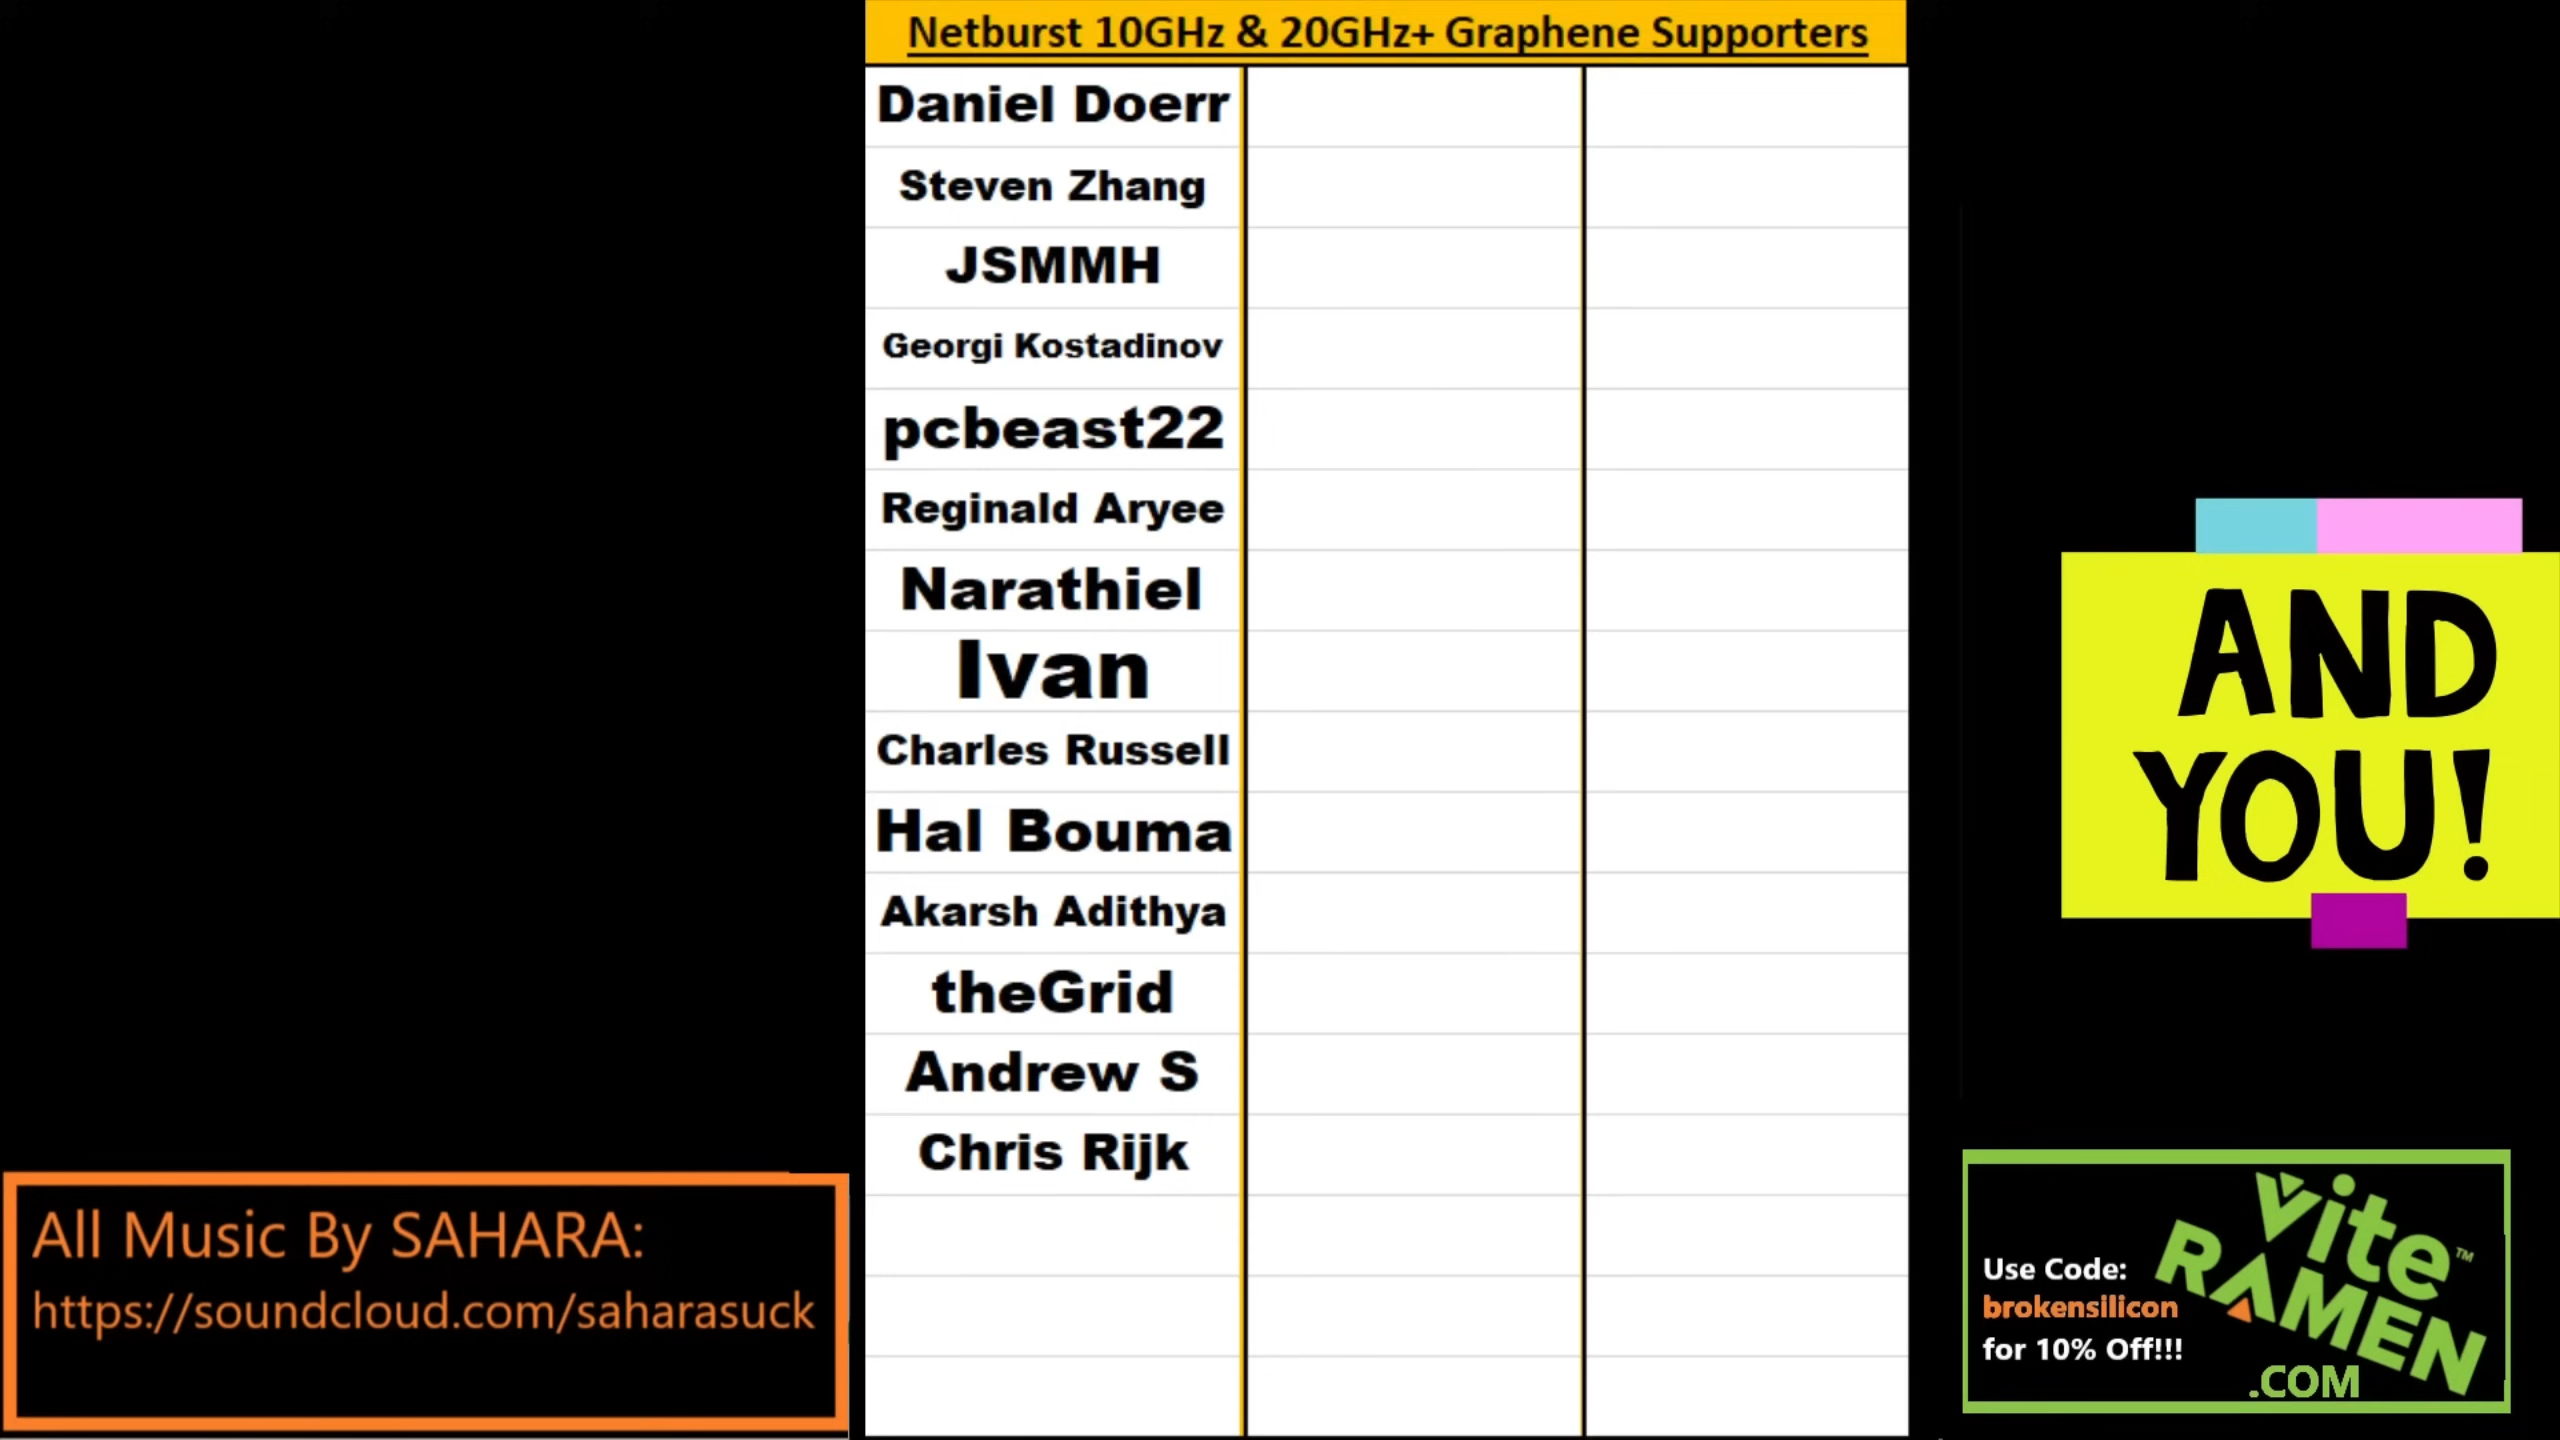 Netburst 10GHz & 20GHz+ Graphene Supporters
Daniel Doerr
Steven Zhang
JSMMH
Georgi Kostadinov
pcbeast22
Reginald Aryee
Narathiel
Ivan
Charles Russell
Hal Bouma
Akarsh Adithya
theGrid
Andrew S
Chris Rijk
AND
YOU!
All Music By SAHARA:
https://soundcloud.com/saharasuck
Use Code:
brokensilicon
for 10% Off!!!
Vite™
RAMEN
.COM